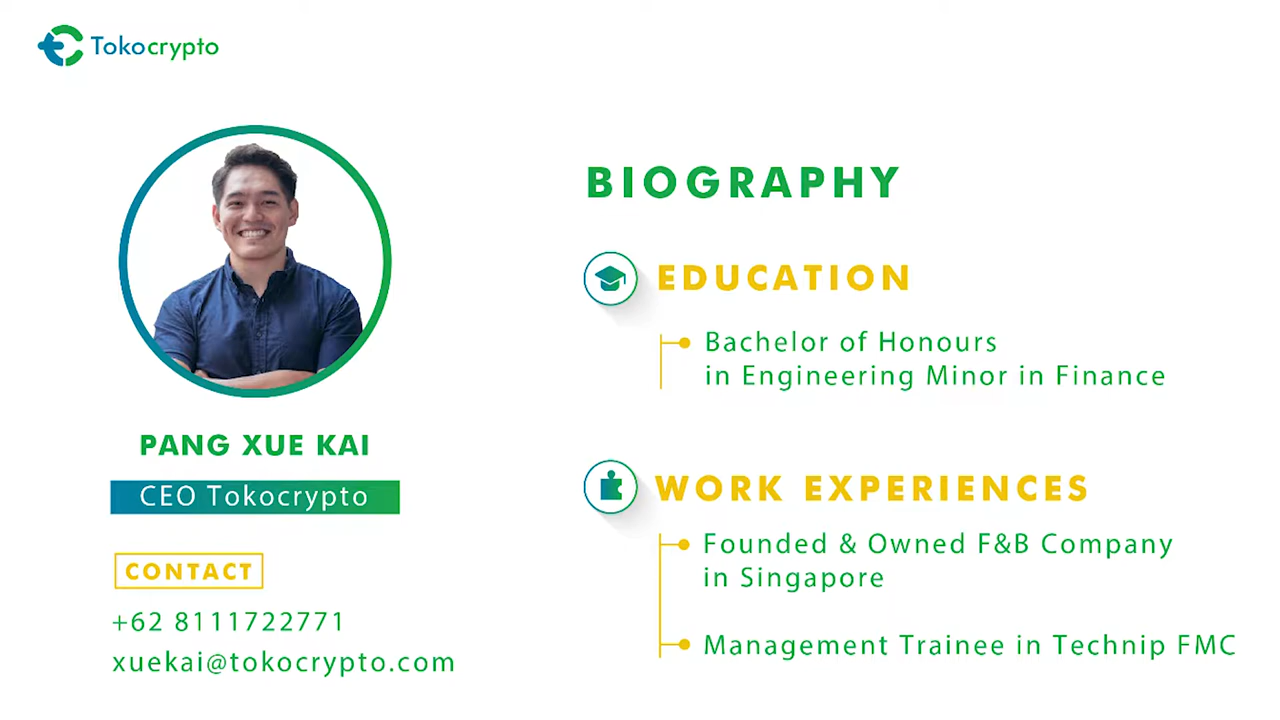 Tokocrypto
PANG XUE KAI
CEO Tokocrypto
CONTACT
+62 8111722771
xuekai@tokocrypto.com
BIOGRAPHY
EDUCATION
Bachelor of Honours
in Engineering Minor in Finance
WORK EXPERIENCES
Founded & Owned F&B Company
in Singapore
Management Trainee in Technip FMC